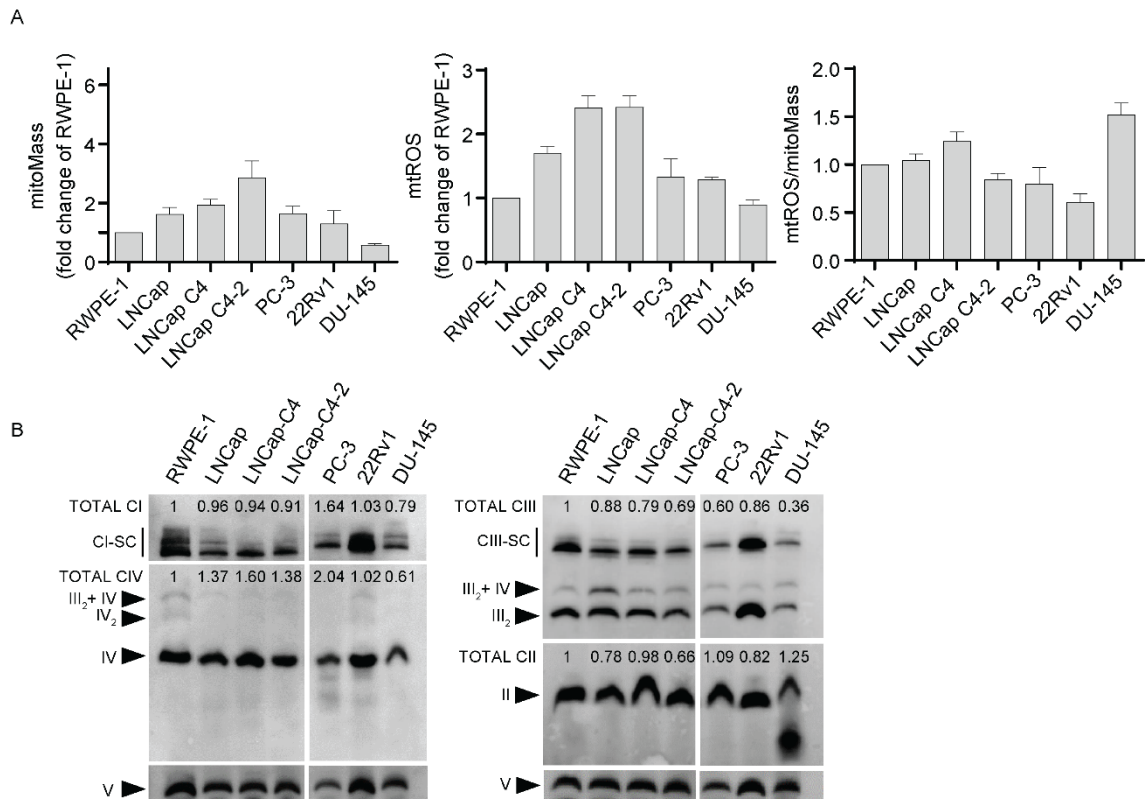 A
mitoMass
(fold change of RWPE-1)
6
4
2
0
RWPE-1
LNCap
LNCap C4
LNCap C4-2
PC-3
22Rv1
DU-145
mtROS
(fold change of RWPE-1)
3
2
1
0
RWPE-1
LNCap
LNCap C4
LNCap C4-2
PC-3
22Rv1
DU-145
mtROS/mitoMass
2.0
1.5
1.0
0.5
0.0
RWPE-1
LNCap
LNCap C4
LNCap C4-2
PC-3
22Rv1
DU-145
B
RWPE-1
LNCap
LNCap-C4
LNCap-C4-2
PC-3
22Rv1
DU-145
TOTAL CI 1 0.96 0.94 0.91 1.64 1.03 0.79
CI-SC
TOTAL CIV 1 1.37 1.60 1.38 2.04 1.02 0.61
III₂+ IV
IV₂
IV
V
RWPE-1
LNCap
LNCap-C4
LNCap-C4-2
PC-3
22Rv1
DU-145
TOTAL CIII 1 0.88 0.79 0.69 0.60 0.86 0.36
CIII-SC
III₂+ IV
III₂
TOTAL CII 1 0.78 0.98 0.66 1.09 0.82 1.25
II
V